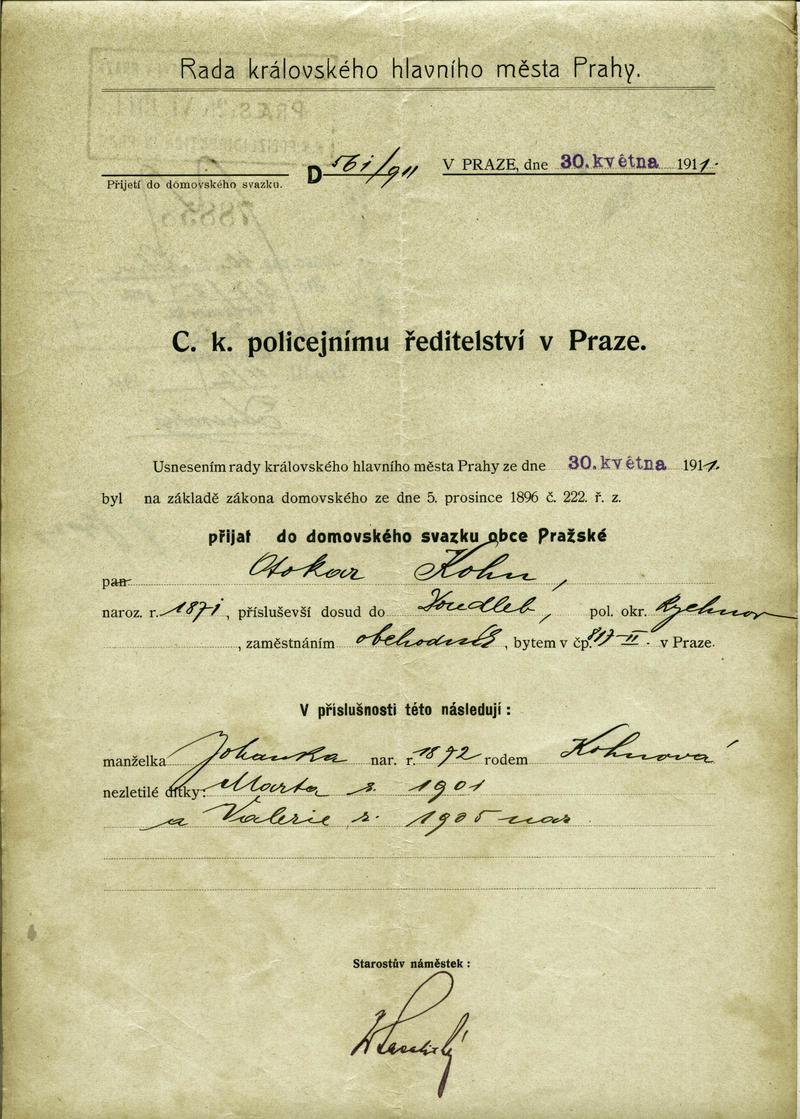 Rada královského hlavního města Prahy.
Přijetí do domovského svazku.
D 561/911
V PRAZE, dne 30. května 1911.
C. k. policejnímu ředitelství v Praze.
Usnesením rady královského hlavního města Prahy ze dne 30. května 1911.
byl na základě zákona domovského ze dne 5. prosince 1896 č. 222. ř. z.
přijat do domovského svazku obce Pražské
pan Otokar Kohn,
naroz. r. 1871, přísluševší dosud do Voudleb, pol. okr. Rychnov
, zaměstnáním obchodník, bytem v čp. 817-II. v Praze.
V příslušnosti této následují:
manželka Johanka nar. r. 1872 rodem Kohnová
nezletilé dítky: Marta r. 1901
a Valerie r. 1905 nar.
Starostův náměstek: